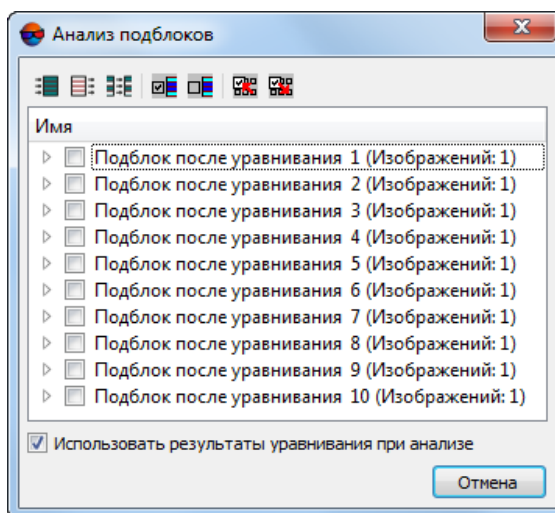 Анализ подблоков
Имя
Подблок после уравнивания 1 (Изображений: 1)
Подблок после уравнивания 2 (Изображений: 1)
Подблок после уравнивания 3 (Изображений: 1)
Подблок после уравнивания 4 (Изображений: 1)
Подблок после уравнивания 5 (Изображений: 1)
Подблок после уравнивания 6 (Изображений: 1)
Подблок после уравнивания 7 (Изображений: 1)
Подблок после уравнивания 8 (Изображений: 1)
Подблок после уравнивания 9 (Изображений: 1)
Подблок после уравнивания 10 (Изображений: 1)
Использовать результаты уравнивания при анализе
Отмена